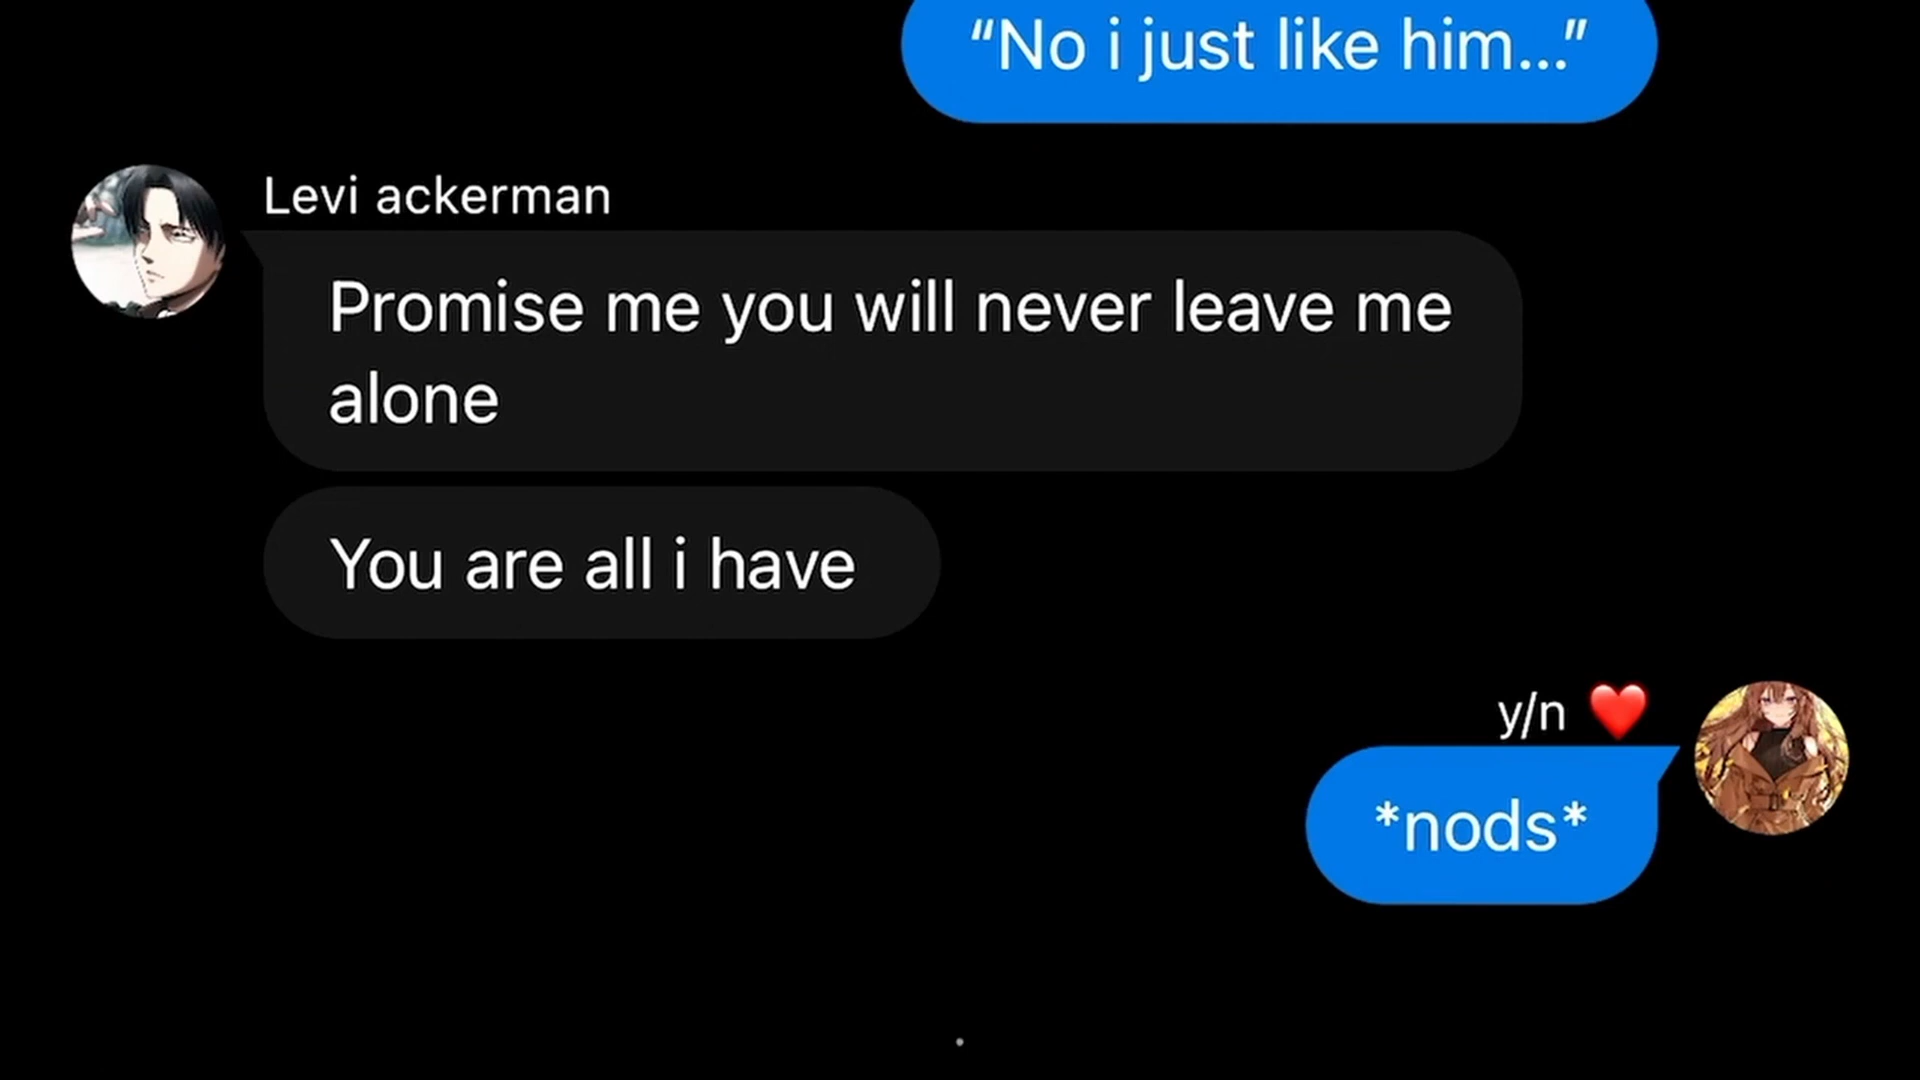 “No i just like him...”
Levi ackerman
Promise me you will never leave me
alone
You are all i have
y/n ❤️
*nods*